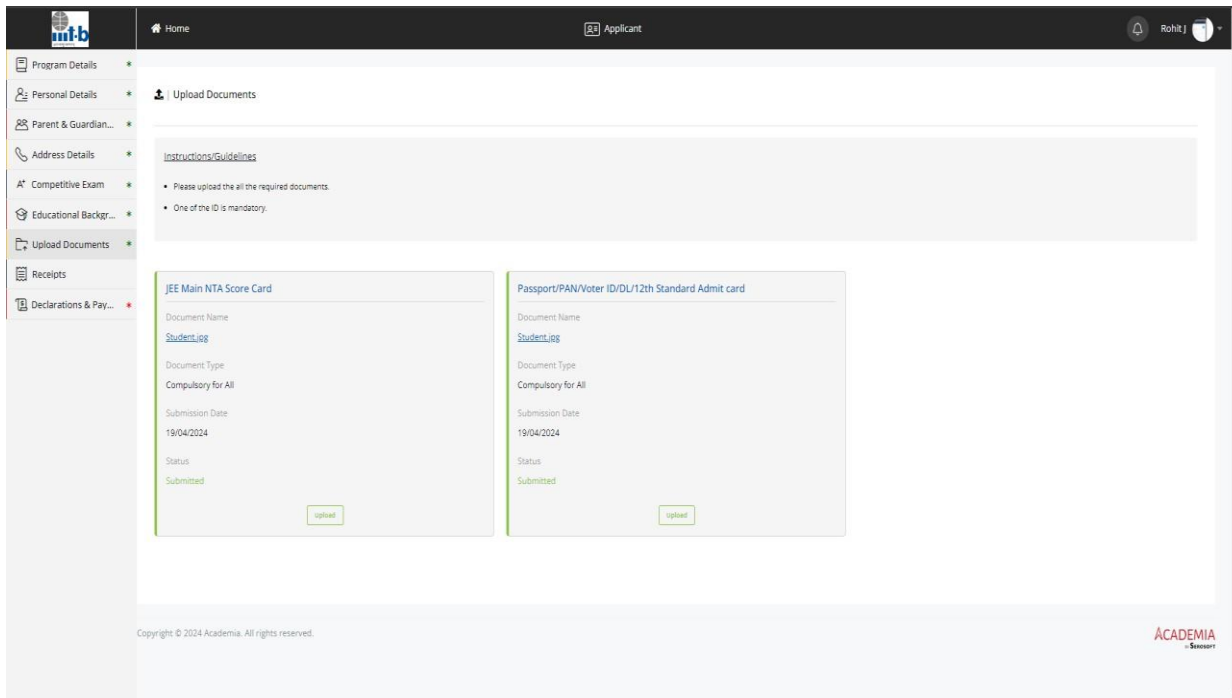 iiit-b
Home
Applicant
Rohit J
Program Details *
Personal Details *
Parent & Guardian... *
Address Details *
A+ Competitive Exam *
Educational Backgr... *
Upload Documents *
Receipts
Declarations & Pay... *
| Upload Documents
Instructions/Guidelines
• Please upload the all the required documents.
• One of the ID is mandatory.
JEE Main NTA Score Card
Document Name
Student.jpg
Document Type
Compulsory for All
Submission Date
19/04/2024
Status
Submitted
Upload
Passport/PAN/Voter ID/DL/12th Standard Admit card
Document Name
Student.jpg
Document Type
Compulsory for All
Submission Date
19/04/2024
Status
Submitted
Upload
Copyright © 2024 Academia. All rights reserved.
ACADEMIA
by SEROSOFT